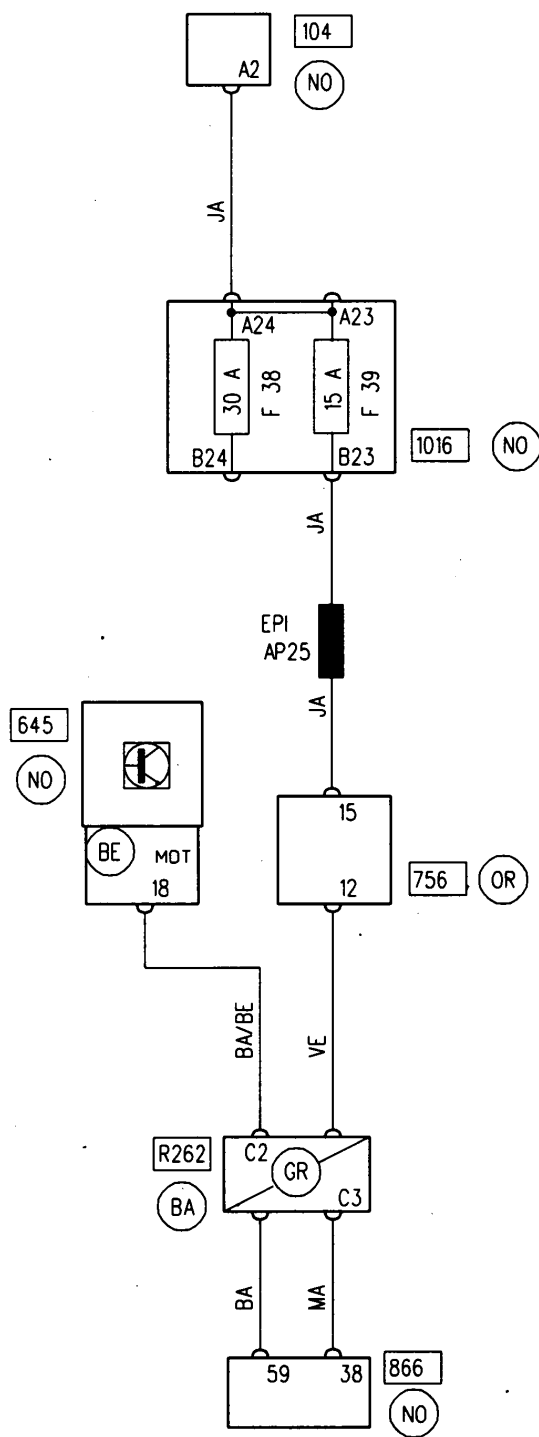 104
A2
NO
JA
A24
A23
30 A
F 38
15 A
F 39
B24
B23
1016
NO
JA
EPI
AP25
JA
645
NO
BE
MOT
18
15
12
756
OR
BA/BE
VE
R262
C2
GR
C3
BA
BA
MA
59
38
866
NO